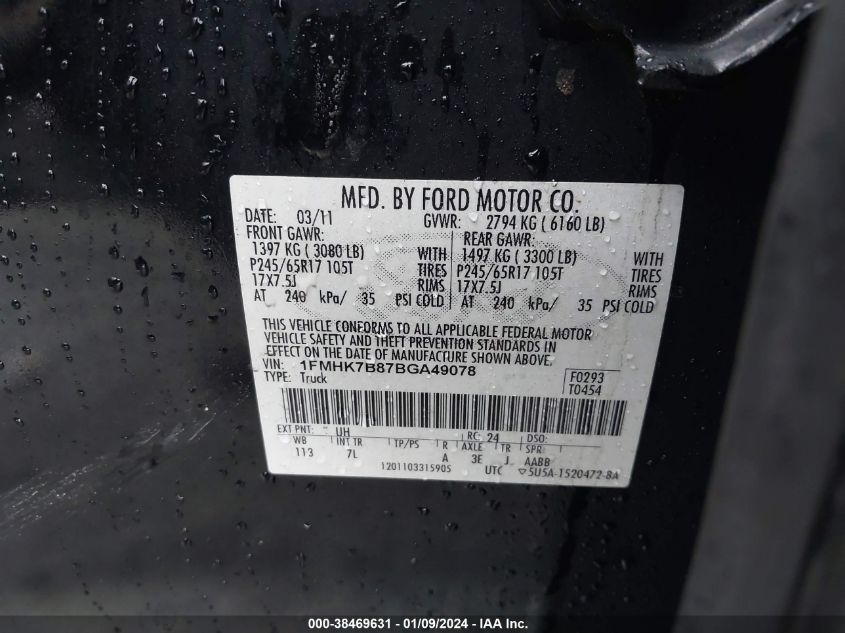 MFD. BY FORD MOTOR CO.
DATE: 03/11 GVWR: 2794 KG ( 6160 LB)
FRONT GAWR: REAR GAWR:
1397 KG ( 3080 LB) WITH 1497 KG ( 3300 LB) WITH
P245/65R17 105T TIRES P245/65R17 105T TIRES
17X7.5J RIMS 17X7.5J RIMS
AT 240 kPa/ 35 PSI COLD AT 240 kPa/ 35 PSI COLD
THIS VEHICLE CONFORMS TO ALL APPLICABLE FEDERAL MOTOR
VEHICLE SAFETY AND THEFT PREVENTION STANDARDS IN
EFFECT ON THE DATE OF MANUFACTURE SHOWN ABOVE.
VIN: 1FMHK7B87BGA49078
TYPE: Truck
F0293
T0454
EXT PNT: UH RC: 24 DSO:
WB INT TR TP/PS R AXLE TR SPR:
113 7L A 3E J AABB
1201103315905 UTC ▽5U5A-1520472-BA
000-38469631 - 01/09/2024 - IAA Inc.